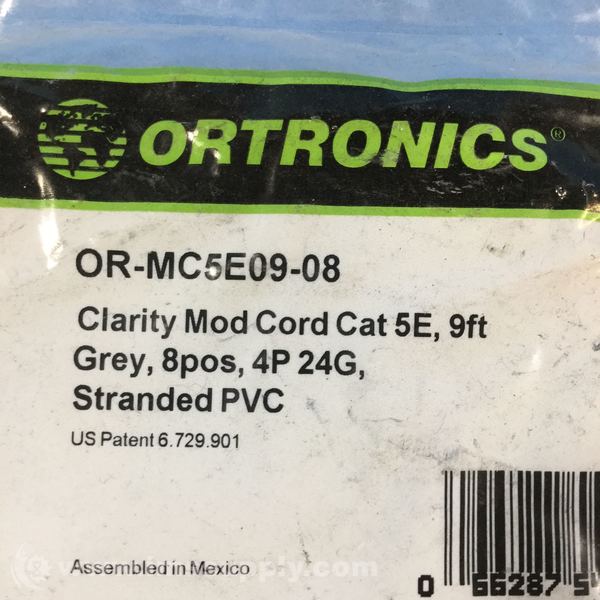 ORTRONICS®
OR-MC5E09-08
Clarity Mod Cord Cat 5E, 9ft
Grey, 8pos, 4P 24G,
Stranded PVC
US Patent 6.729.901
Assembled in Mexico
0 66287 5